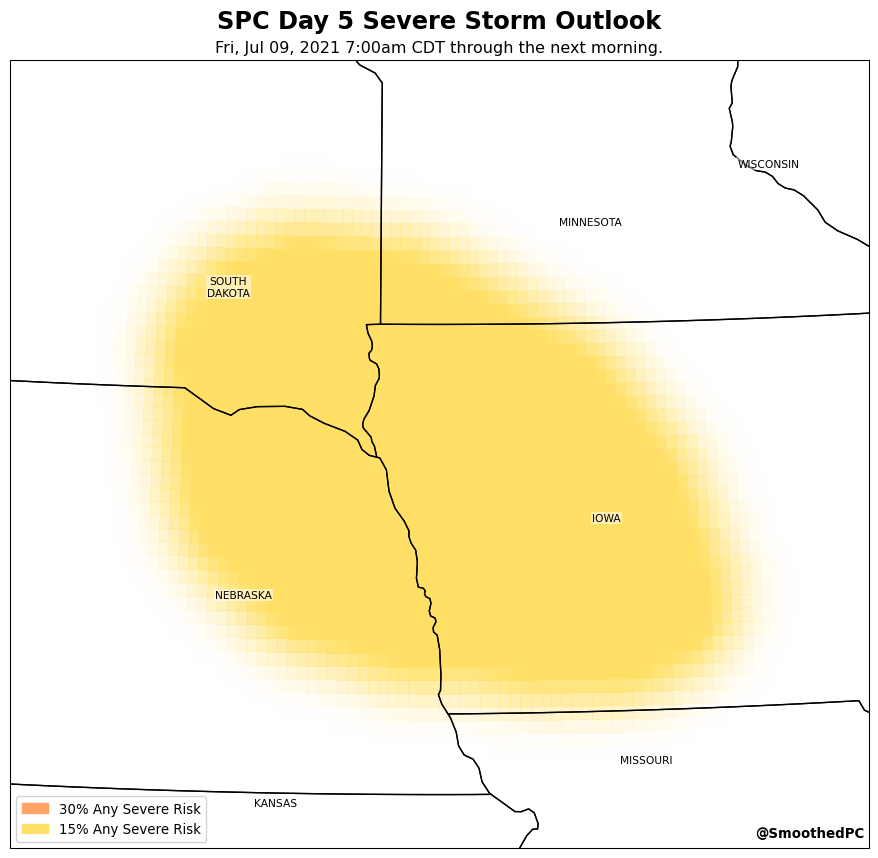 SPC Day 5 Severe Storm Outlook
Fri, Jul 09, 2021 7:00am CDT through the next morning.
WISCONSIN
MINNESOTA
SOUTH
DAKOTA
IOWA
NEBRASKA
MISSOURI
KANSAS
30% Any Severe Risk
15% Any Severe Risk
@SmoothedPC